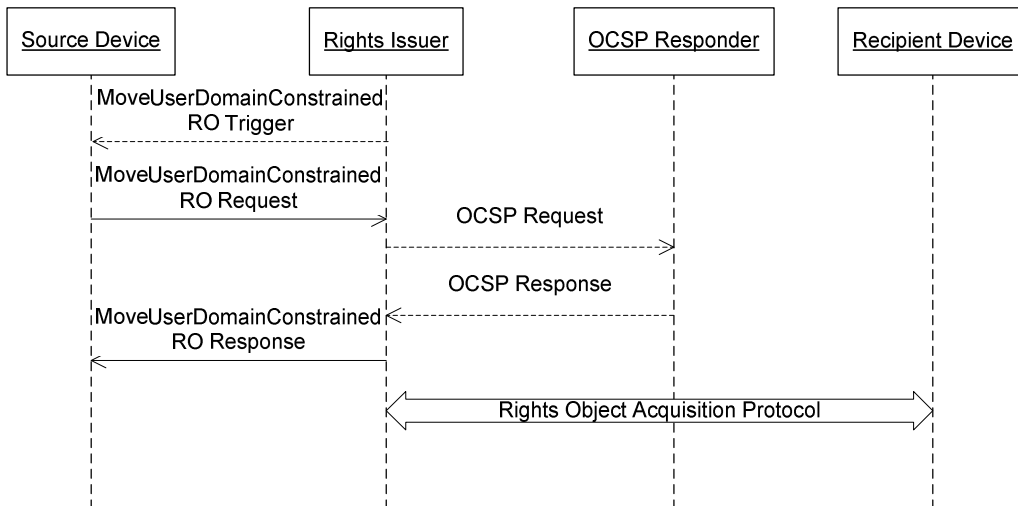 Source Device
Rights Issuer
OCSP Responder
Recipient Device
MoveUserDomainConstrained
RO Trigger
MoveUserDomainConstrained
RO Request
OCSP Request
OCSP Response
MoveUserDomainConstrained
RO Response
Rights Object Acquisition Protocol